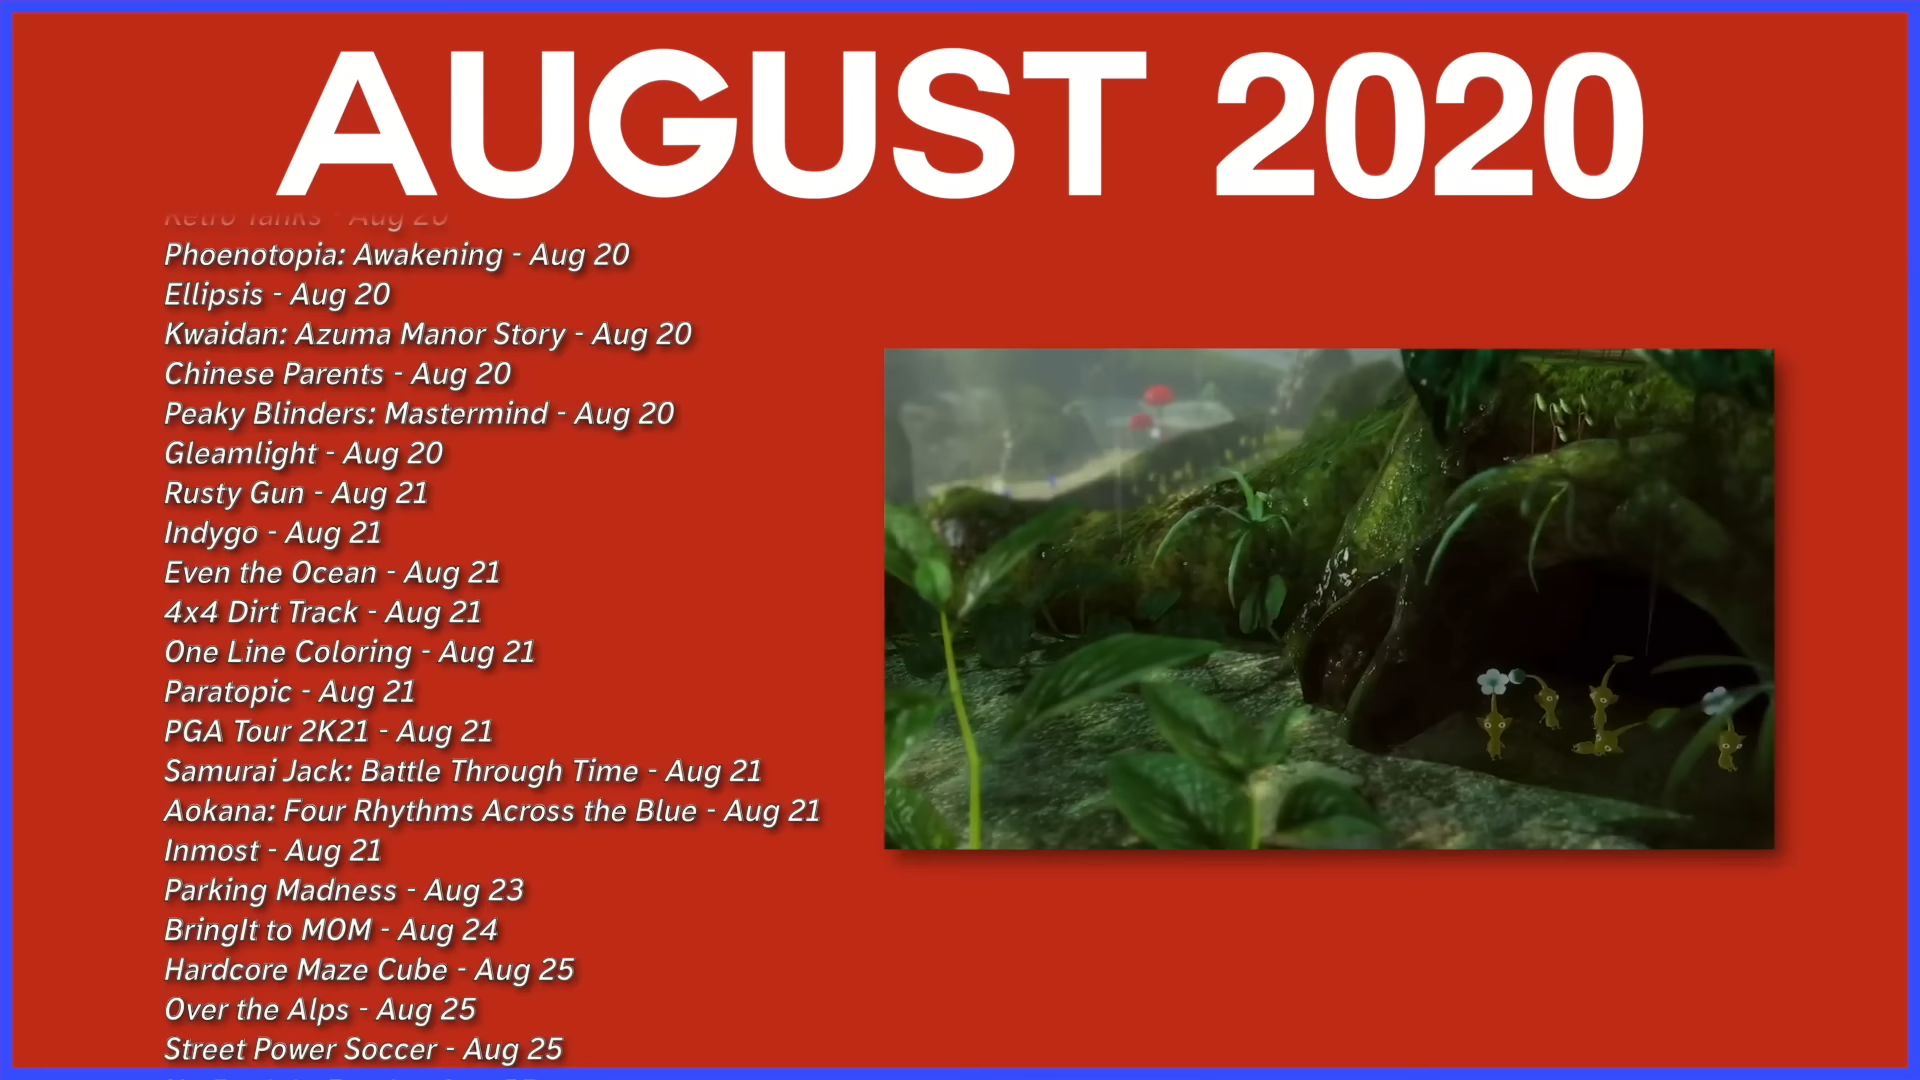 AUGUST 2020
Retro Tanks - Aug 20
Phoenotopia: Awakening - Aug 20
Ellipsis - Aug 20
Kwaidan: Azuma Manor Story - Aug 20
Chinese Parents - Aug 20
Peaky Blinders: Mastermind - Aug 20
Gleamlight - Aug 20
Rusty Gun - Aug 21
Indygo - Aug 21
Even the Ocean - Aug 21
4x4 Dirt Track - Aug 21
One Line Coloring - Aug 21
Paratopic - Aug 21
PGA Tour 2K21 - Aug 21
Samurai Jack: Battle Through Time - Aug 21
Aokana: Four Rhythms Across the Blue - Aug 21
Inmost - Aug 21
Parking Madness - Aug 23
BringIt to MOM - Aug 24
Hardcore Maze Cube - Aug 25
Over the Alps - Aug 25
Street Power Soccer - Aug 25